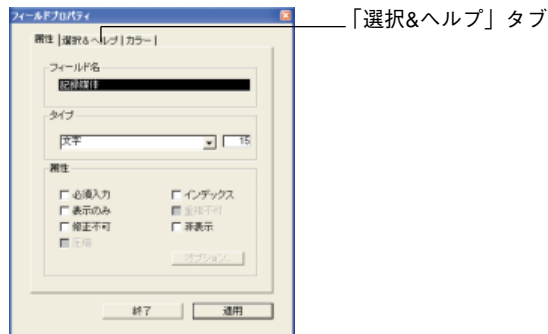 フィールドプロパティ
「選択&ヘルプ」タブ
属性 | 選択&ヘルプ | カラー |
フィールド名
記録媒体
タイプ
文字 15
属性
必須入力 インデックス
表示のみ 重複不可
修正不可 非表示
圧縮
オプション...
終了 適用